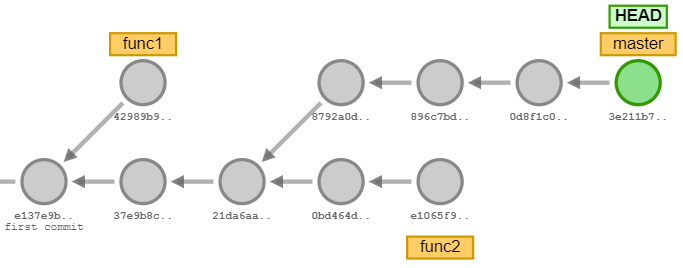 HEAD
func1
master
42989b9..
8792a0d..
896c7bd..
0d8f1c0..
3e211b7..
e137e9b..
first commit
37e9b8c..
21da6aa..
0bd464d..
e1065f9..
func2